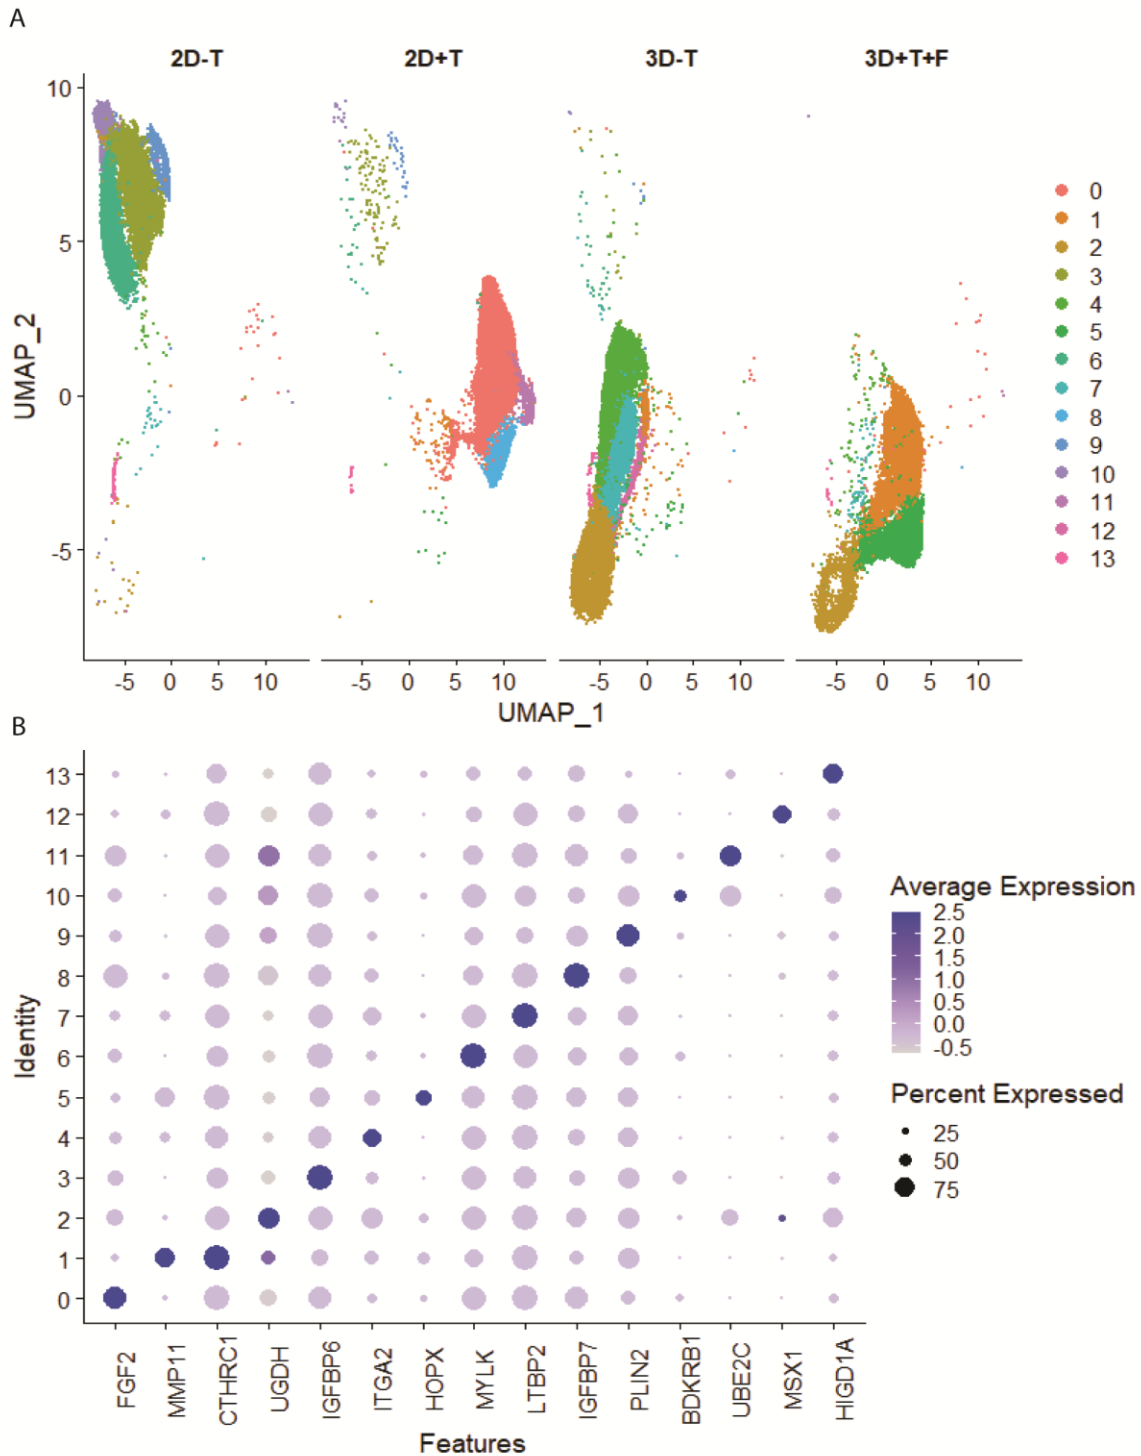 A
2D-T 2D+T 3D-T 3D+T+F
10
5
0
-5
UMAP_2
-5 0 5 10 -5 0 5 10 -5 0 5 10 -5 0 5 10
UMAP_1
0
1
2
3
4
5
6
7
8
9
10
11
12
13
B
13
12
11
10
9
8
7
6
5
4
3
2
1
0
Identity
FGF2
MMP11
CTHRC1
UGDH
IGFBP6
ITGA2
HOPX
MYLK
LTBP2
IGFBP7
PLIN2
BDKRB1
UBE2C
MSX1
HIGD1A
Features
Average Expression
2.5
2.0
1.5
1.0
0.5
0.0
-0.5
Percent Expressed
25
50
75